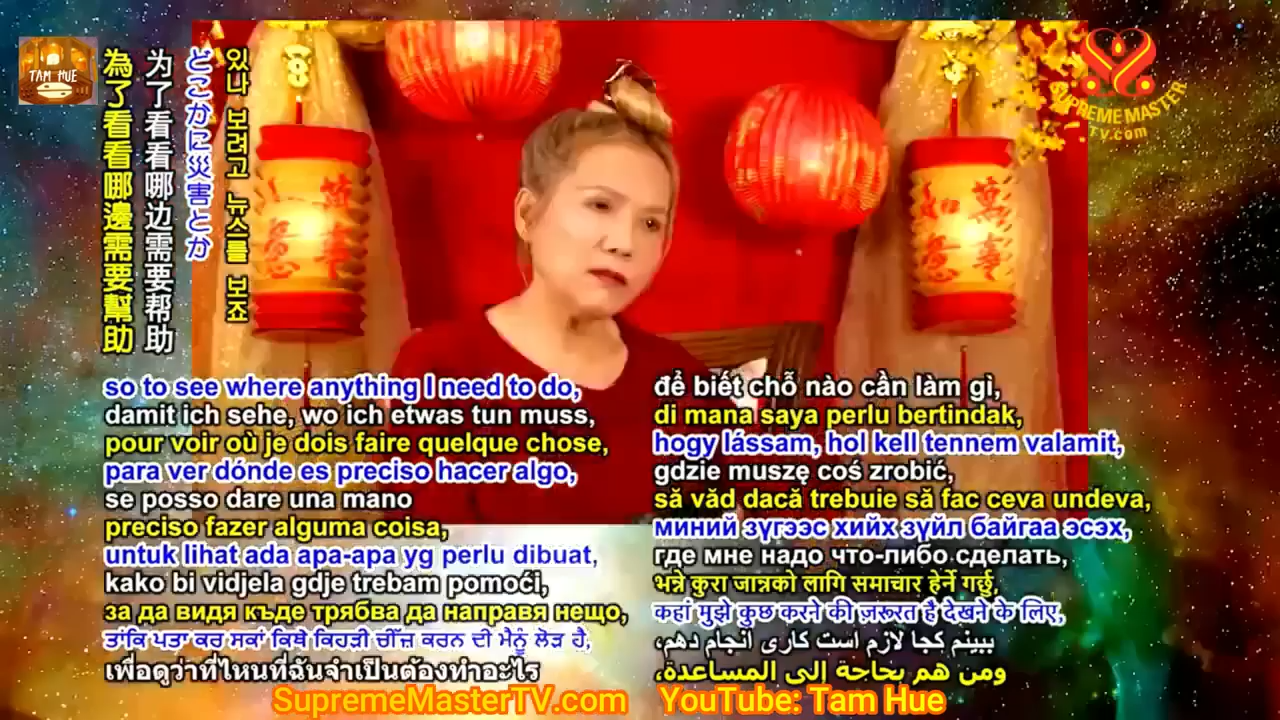 TAM HUE
為了看看哪邊需要幫助
为了看看哪边需要帮助
どこかに災害とか
있나 보려고 뉴스를 보죠
萬事
如意
萬事
如意
SUPREME MASTER
TV.com
so to see where anything I need to do,
damit ich sehe, wo ich etwas tun muss,
pour voir où je dois faire quelque chose,
para ver dónde es preciso hacer algo,
se posso dare una mano
preciso fazer alguma coisa,
untuk lihat ada apa-apa yg perlu dibuat,
kako bi vidjela gdje trebam pomoći,
за да видя къде трябва да направя нещо,
ਤਾਂਕਿ ਪਤਾ ਕਰ ਸਕਾਂ ਕਿਥੇ ਕਿਹੜੀ ਚੀੱਜ਼ ਕਰਨ ਦੀ ਮੈਨੂੰ ਲੋੜ ਹੈ,
เพื่อดูว่าที่ไหนที่ฉันจำเป็นต้องทำอะไร
để biết chỗ nào cần làm gì,
di mana saya perlu bertindak,
hogy lássam, hol kell tennem valamit,
gdzie muszę coś zrobić,
să văd dacă trebuie să fac ceva undeva,
миний зүгээс хийх зүйл байгаа эсэх,
где мне надо что-либо сделать,
भन्ने कुरा जान्नको लागि समाचार हेर्ने गर्छु,
कहां मुझे कुछ करने की ज़रूरत है देखने के लिए,
ببینم کجا لازم است کاری انجام دهم،
ومن هم بحاجة إلى المساعدة،
SupremeMasterTV.com YouTube: Tam Hue